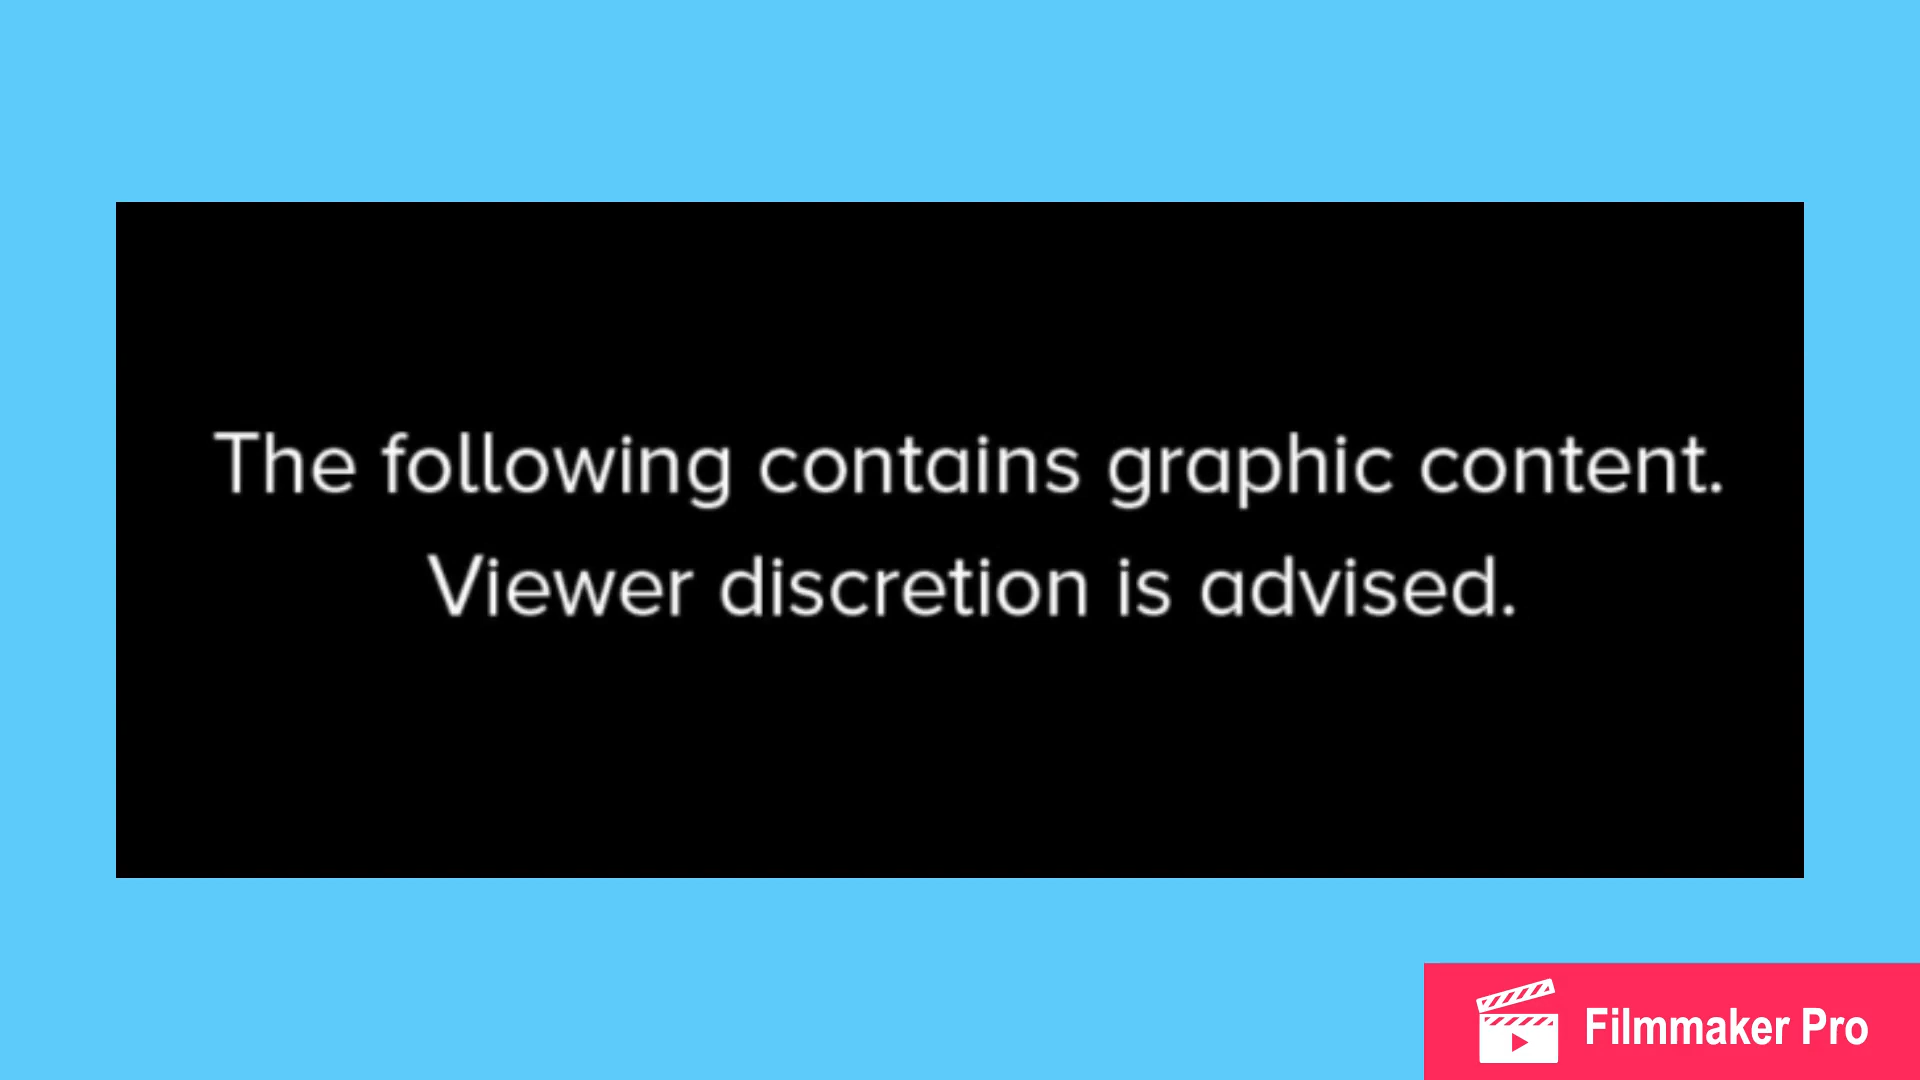 The following contains graphic content.
Viewer discretion is advised.
Filmmaker Pro